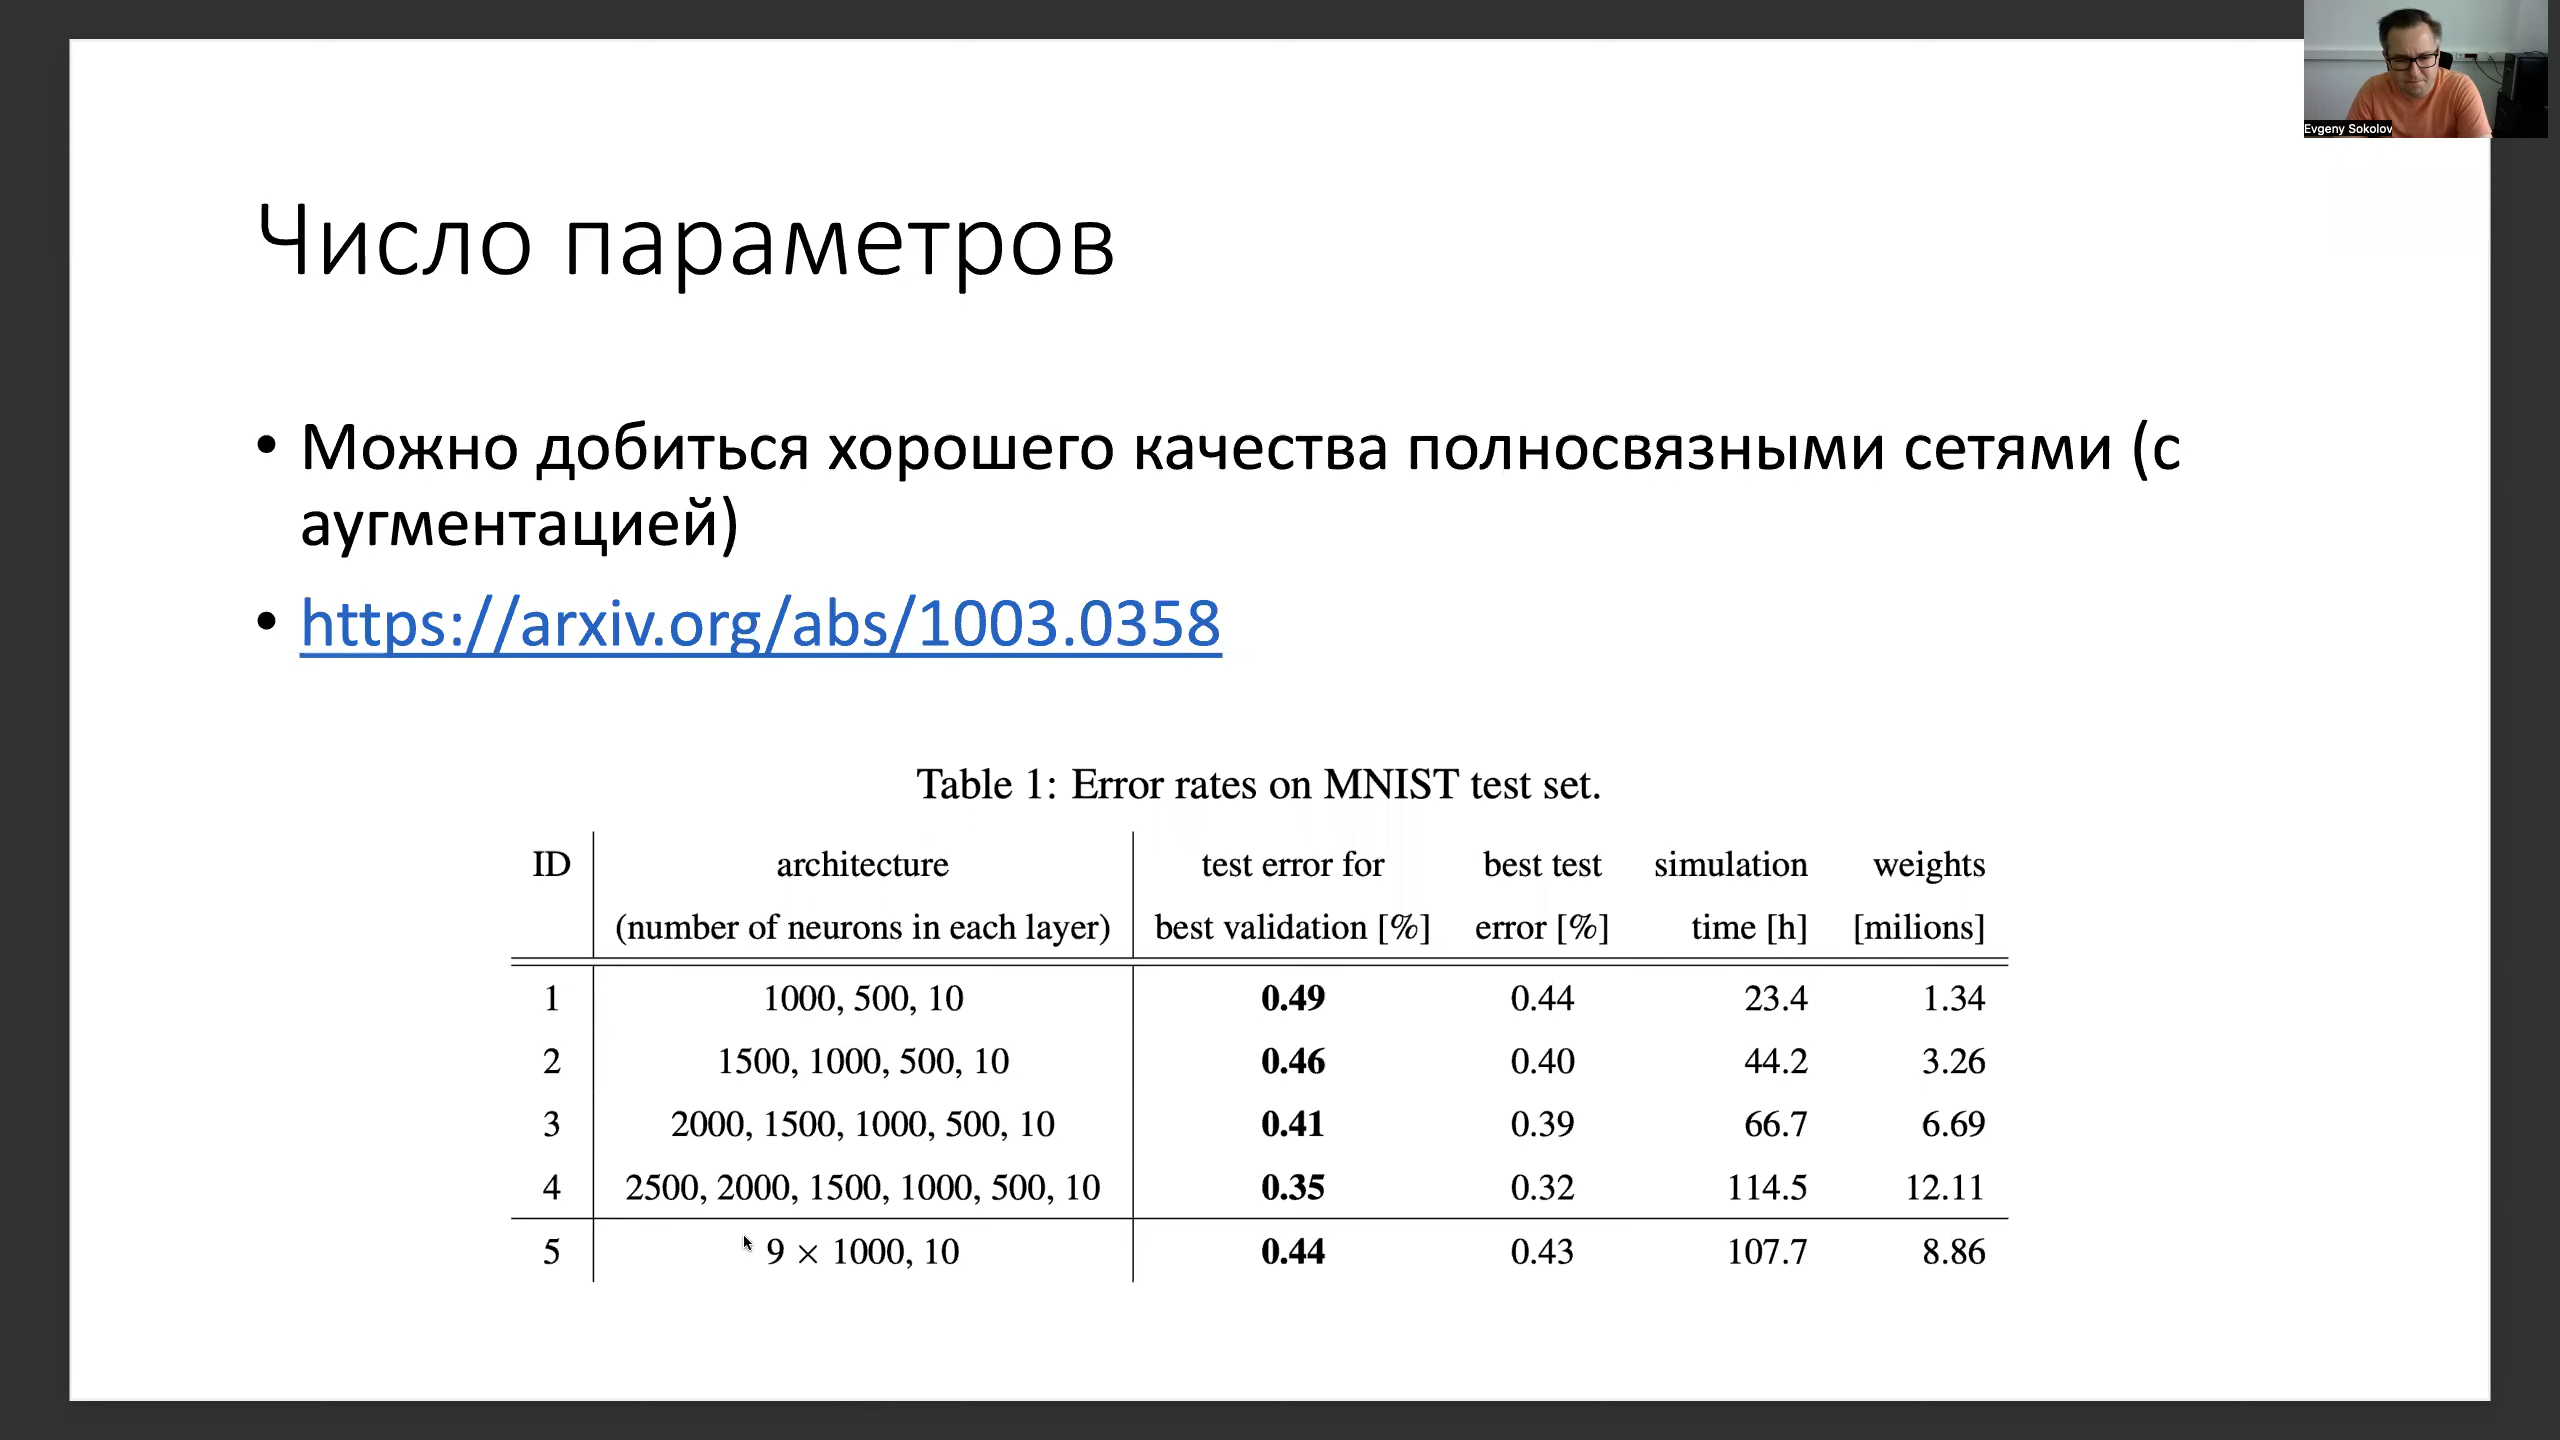 Evgeny Sokolov
Число параметров
• Можно добиться хорошего качества полносвязными сетями (с
аугментацией)
• https://arxiv.org/abs/1003.0358
Table 1: Error rates on MNIST test set.
ID architecture test error for best test simulation weights
(number of neurons in each layer) best validation [%] error [%] time [h] [milions]
1 1000, 500, 10 0.49 0.44 23.4 1.34
2 1500, 1000, 500, 10 0.46 0.40 44.2 3.26
3 2000, 1500, 1000, 500, 10 0.41 0.39 66.7 6.69
4 2500, 2000, 1500, 1000, 500, 10 0.35 0.32 114.5 12.11
5 9 × 1000, 10 0.44 0.43 107.7 8.86